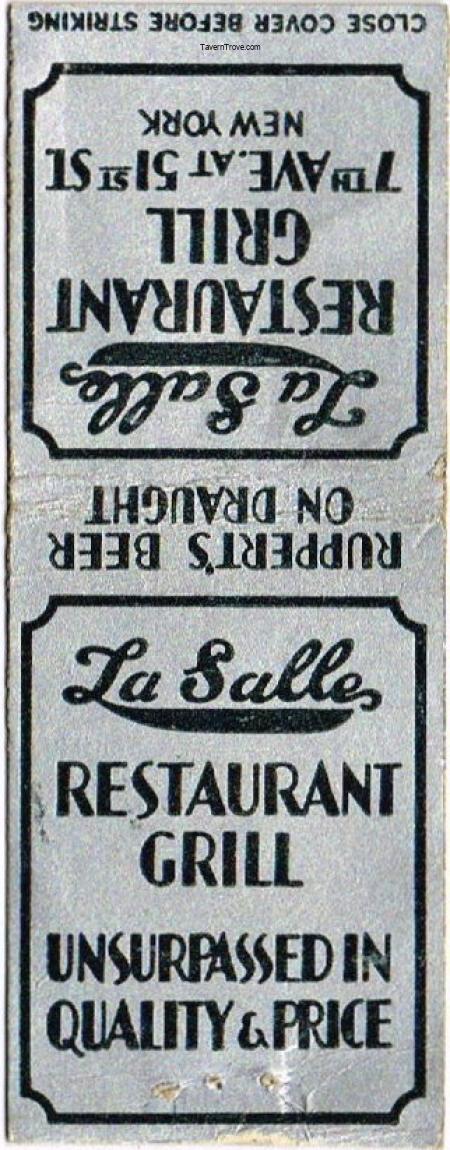 CLOSE COVER BEFORE STRIKING
TavernTrove.com
La Salle
RESTAURANT
GRILL
7TH AVE. AT 51ST ST.
NEW YORK
RUPPERT'S BEER
ON DRAUGHT
La Salle
RESTAURANT
GRILL
UNSURPASSED IN
QUALITY & PRICE